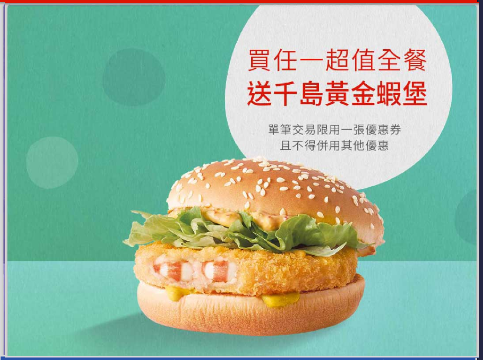 買任一超值全餐
送千島黃金蝦堡
單筆交易限用一張優惠券
且不得併用其他優惠